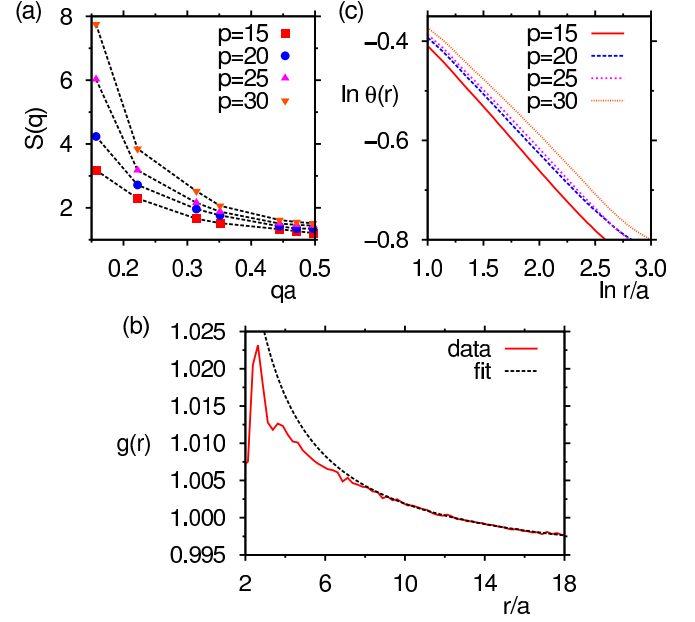 (a)
8
6
4
2
S(q)
p=15
p=20
p=25
p=30
0.2
0.3
0.4
0.5
qa
(c)
−0.4
−0.6
−0.8
ln θ(r)
p=15
p=20
p=25
p=30
1.0
1.5
2.0
2.5
3.0
ln r/a
(b)
1.025
1.020
1.015
1.010
1.005
1.000
0.995
g(r)
data
fit
2
6
10
14
18
r/a